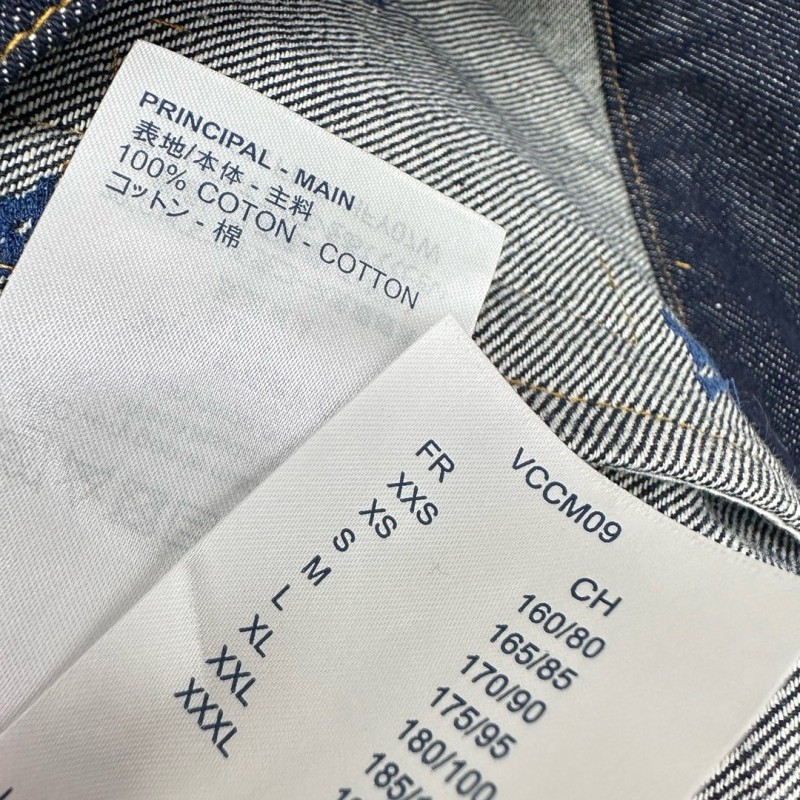 PRINCIPAL - MAIN
表地/本体 - 主料
100% COTON - COTTON
コットン - 棉
VCCM09
FR CH
XXS 160/80
XS 165/85
S 170/90
M 175/95
L 180/100
XL 185/
XXL
XXXL